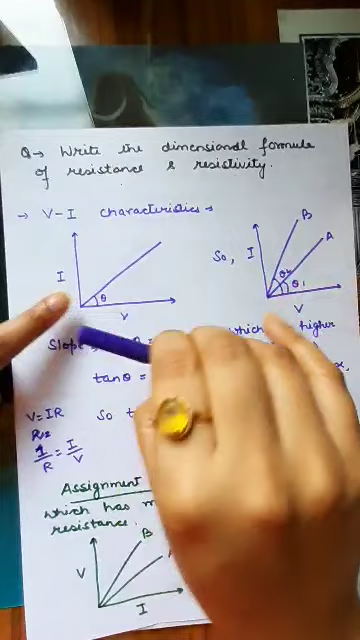 Q→ Write the dimensional formula
of resistance & resistivity.
→ V-I characteristics →
I
θ
V
So, I
B
A
θ₂
θ₁
V
Slope
which higher
tanθ =
V=IR
So
1/R = I/V
Assignment
which has
resistance.
V
B
I